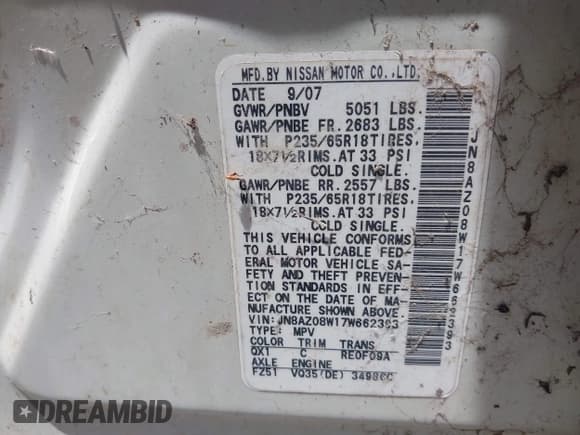 MFD.BY NISSAN MOTOR CO.,LTD.
DATE 9/07
GVWR/PNBV 5051 LBS.
GAWR/PNBE FR. 2683 LBS.
WITH P235/65R18TIRES,
18X71/2RIMS.AT 33 PSI
COLD SINGLE.
GAWR/PNBE RR. 2557 LBS.
WITH P235/65R18TIRES,
18X71/2RIMS.AT 33 PSI
COLD SINGLE.
THIS VEHICLE CONFORMS
TO ALL APPLICABLE FED-
ERAL MOTOR VEHICLE SA-
FETY AND THEFT PREVEN-
TION STANDARDS IN EFF-
ECT ON THE DATE OF MA-
NUFACTURE SHOWN ABOVE.
VIN: JN8AZ08W17W662393
TYPE: MPV
COLOR TRIM TRANS
QX1 C RE0F09A
AXLE ENGINE
FZ51 VQ35(DE) 3498CC
JN8AZ08W17W662393
DREAMBID